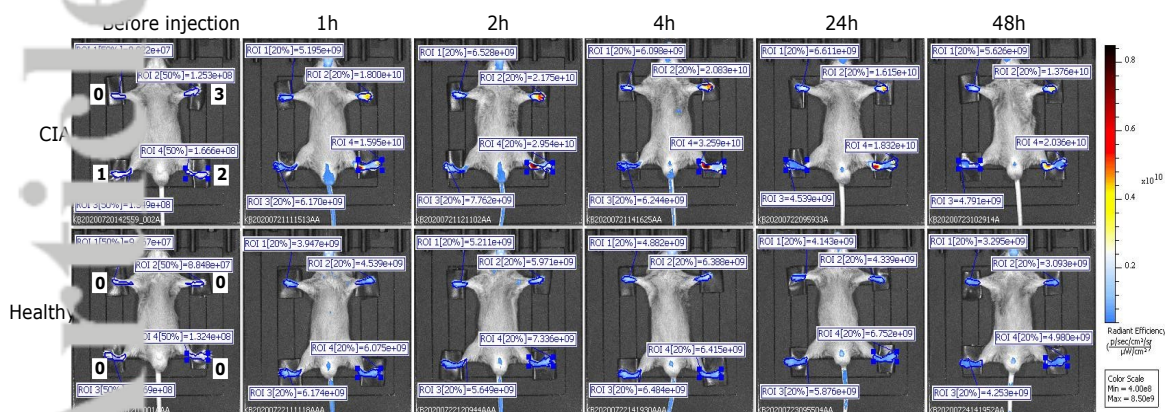 Before injection 1h 2h 4h 24h 48h
CIA
ROI 2[50%]=1.253e+08
0 3
ROI 4[50%]=1.666e+08
1 2
KB20200720142559_002A
ROI 1[20%]=5.195e+09
ROI 2[20%]=1.800e+10
ROI 4=1.595e+10
ROI 3[20%]=6.170e+09
KB20200721111513AA
ROI 1[20%]=6.528e+09
ROI 2[20%]=2.175e+10
ROI 4[20%]=2.954e+10
ROI 3[20%]=7.762e+09
KB20200721121102AA
ROI 1[20%]=6.098e+09
ROI 2[20%]=2.083e+10
ROI 4=3.259e+10
ROI 3[20%]=6.244e+09
KB20200721141625AA
ROI 1[20%]=6.611e+09
ROI 2[20%]=1.615e+10
ROI 4=1.832e+10
ROI 3=4.539e+09
KB20200722095933AA
ROI 1[20%]=5.626e+09
ROI 2[20%]=1.376e+10
ROI 4=2.036e+10
ROI 3=4.791e+09
KB20200723102914AA
Healthy
ROI 2[50%]=8.848e+07
0 0
ROI 4[50%]=1.324e+08
0 0
ROI 1[20%]=3.947e+09
ROI 2[20%]=4.539e+09
ROI 4[20%]=6.075e+09
ROI 3[20%]=6.174e+09
KB20200721111118AAA
ROI 1[20%]=5.211e+09
ROI 2[20%]=5.971e+09
ROI 4[20%]=7.336e+09
ROI 3[20%]=5.649e+09
KB20200722120944AAA
ROI 1[20%]=4.882e+09
ROI 2[20%]=6.388e+09
ROI 4[20%]=6.415e+09
ROI 3[20%]=6.484e+09
KB20200722141930AAA
ROI 1[20%]=4.143e+09
ROI 2[20%]=4.339e+09
ROI 4[20%]=6.752e+09
ROI 3[20%]=5.876e+09
KB20200723095504AAA
ROI 1[20%]=3.295e+09
ROI 2[20%]=3.093e+09
ROI 4[20%]=4.980e+09
ROI 3[20%]=4.253e+09
KB20200724141952AAA
0.8
0.6
x10¹⁰
0.4
0.2
Radiant Efficiency
(p/sec/cm²/sr
µW/cm²)
Color Scale
Min = 4.00e8
Max = 8.50e9